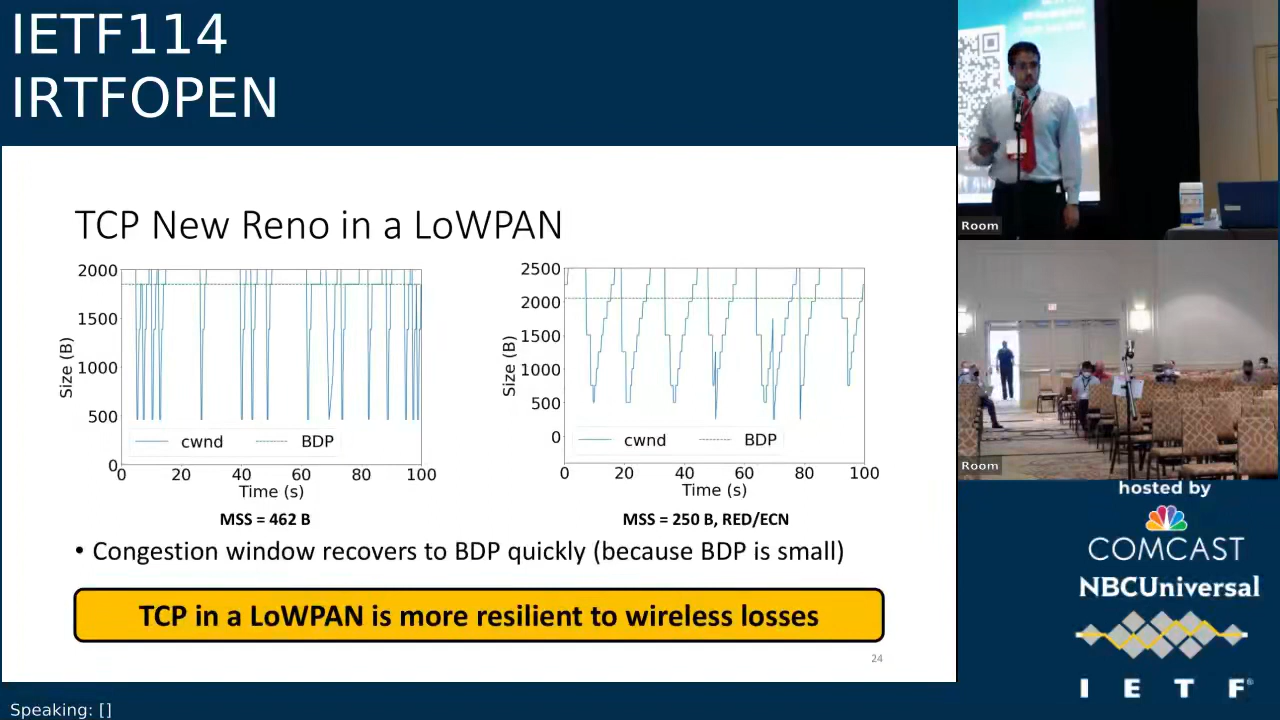 IETF114
IRTFOPEN
TCP New Reno in a LoWPAN
2000
1500
1000
500
0
Size (B)
cwnd
BDP
0 20 40 60 80 100
Time (s)
MSS = 462 B
2500
2000
1500
1000
500
0
Size (B)
cwnd
BDP
0 20 40 60 80 100
Time (s)
MSS = 250 B, RED/ECN
• Congestion window recovers to BDP quickly (because BDP is small)
TCP in a LoWPAN is more resilient to wireless losses
24
Room
Room
hosted by
COMCAST
NBCUniversal
I E T F®
Speaking: []